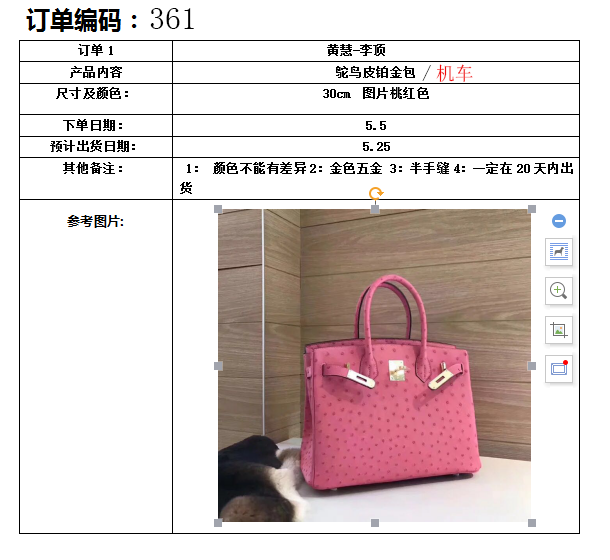 订单编码：361
订单 1
黄慧-李顶
产品内容
鸵鸟皮铂金包 / 机车
尺寸及颜色：
30cm 图片桃红色
下单日期：
5.5
预计出货日期：
5.25
其他备注：
1： 颜色不能有差异 2：金色五金 3：半手缝 4：一定在 20 天内出
货
参考图片: